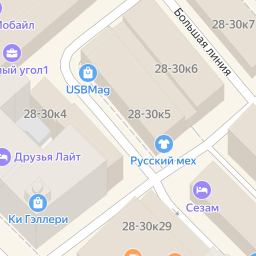 Мобайл
Большая линия
28-30к7
угол1
28-30к6
USBMag
28-30к4
28-30к5
Друзья Лайт
Русский мех
Сезам
Ки Гэллери
28-30к29